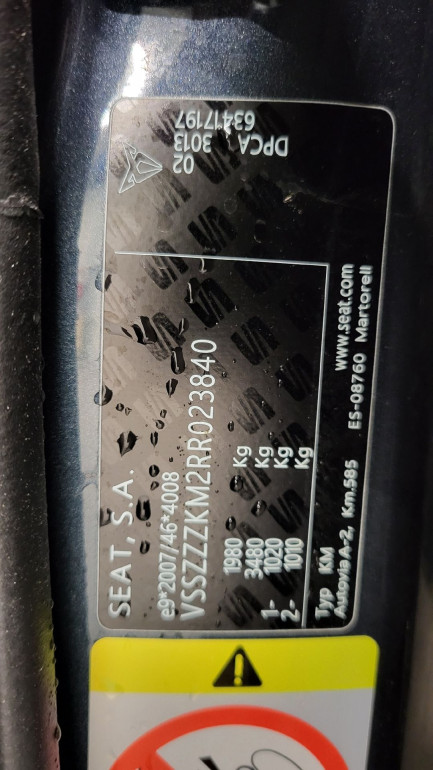 SEAT, S.A.
e9*2007/46*4008
VSSZZZKM2RR023840
1980 Kg
3480 Kg
1- 1020 Kg
2- 1010 Kg
Typ KM
Autovia A-2, Km.585 ES-08760 Martorell
www.seat.com
02
3013
DPCA
63417197